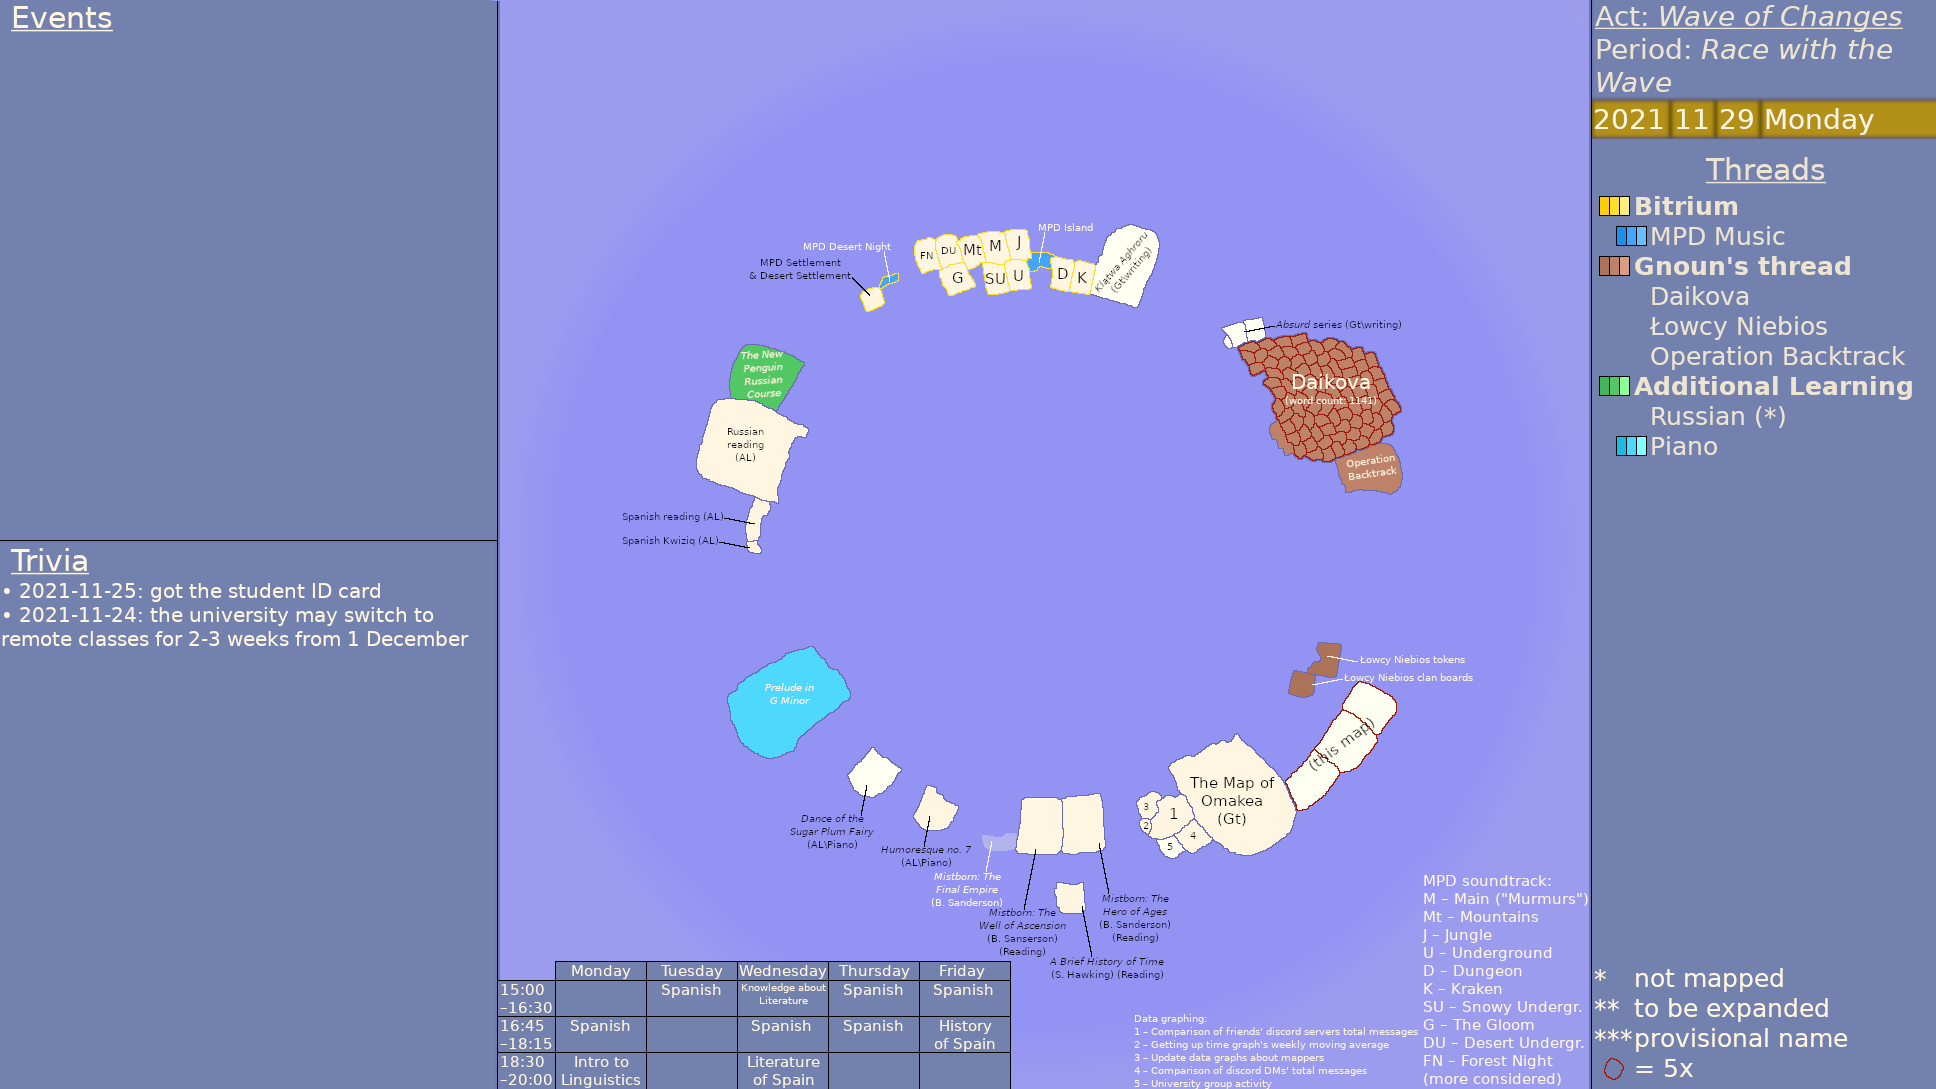 Events
Trivia
• 2021-11-25: got the student ID card
• 2021-11-24: the university may switch to
remote classes for 2-3 weeks from 1 December
MPD Desert Night
MPD Settlement
& Desert Settlement
FN
DU
Mt
M
J
G
SU
U
MPD Island
D
K
Klątwa Aghroru
(Gt\writing)
Absurd series (Gt\writing)
Daikova
(word count: 1141)
Operation
Backtrack
The New
Penguin
Russian
Course
Russian
reading
(AL)
Spanish reading (AL)
Spanish Kwiziq (AL)
Prelude in
G Minor
Dance of the
Sugar Plum Fairy
(AL\Piano)
Humoresque no. 7
(AL\Piano)
Mistborn: The
Final Empire
(B. Sanderson)
Mistborn: The
Well of Ascension
(B. Sanserson)
(Reading)
Mistborn: The
Hero of Ages
(B. Sanderson)
(Reading)
A Brief History of Time
(S. Hawking) (Reading)
Łowcy Niebios tokens
Łowcy Niebios clan boards
(this map)
The Map of
Omakea
(Gt)
3
1
2
4
5
Monday Tuesday Wednesday Thursday Friday
15:00
–16:30
Spanish
Knowledge about
Literature
Spanish
Spanish
16:45
–18:15
Spanish
Spanish
Spanish
History
of Spain
18:30
–20:00
Intro to
Linguistics
Literature
of Spain
Data graphing:
1 – Comparison of friends' discord servers total messages
2 – Getting up time graph's weekly moving average
3 – Update data graphs about mappers
4 – Comparison of discord DMs' total messages
5 – University group activity
MPD soundtrack:
M – Main ("Murmurs")
Mt – Mountains
J – Jungle
U – Underground
D – Dungeon
K – Kraken
SU – Snowy Undergr.
G – The Gloom
DU – Desert Undergr.
FN – Forest Night
(more considered)
Act: Wave of Changes
Period: Race with the
Wave
2021 11 29 Monday
Threads
Bitrium
MPD Music
Gnoun's thread
Daikova
Łowcy Niebios
Operation Backtrack
Additional Learning
Russian (*)
Piano
* not mapped
** to be expanded
*** provisional name
= 5x